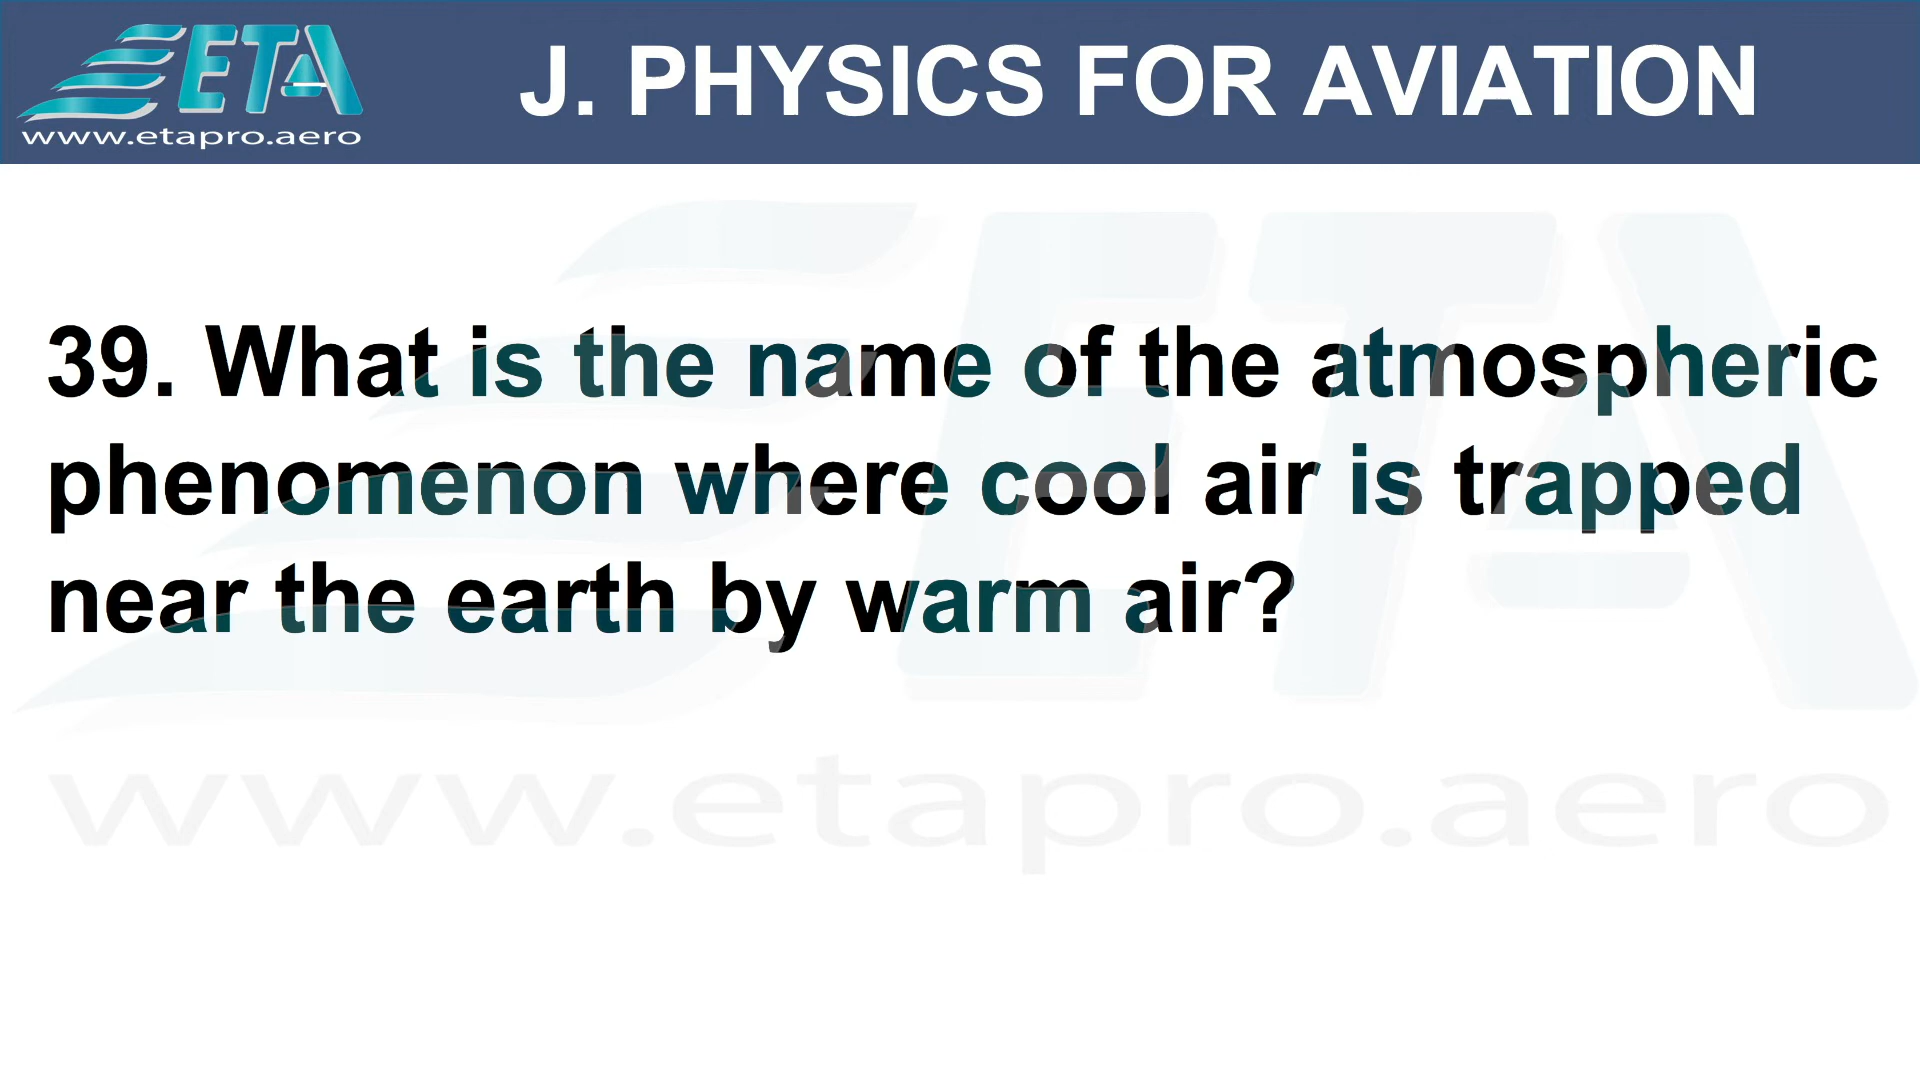 ETA
www.etapro.aero
J. PHYSICS FOR AVIATION
39. What is the name of the atmospheric
phenomenon where cool air is trapped
near the earth by warm air?
ETA
www.etapro.aero